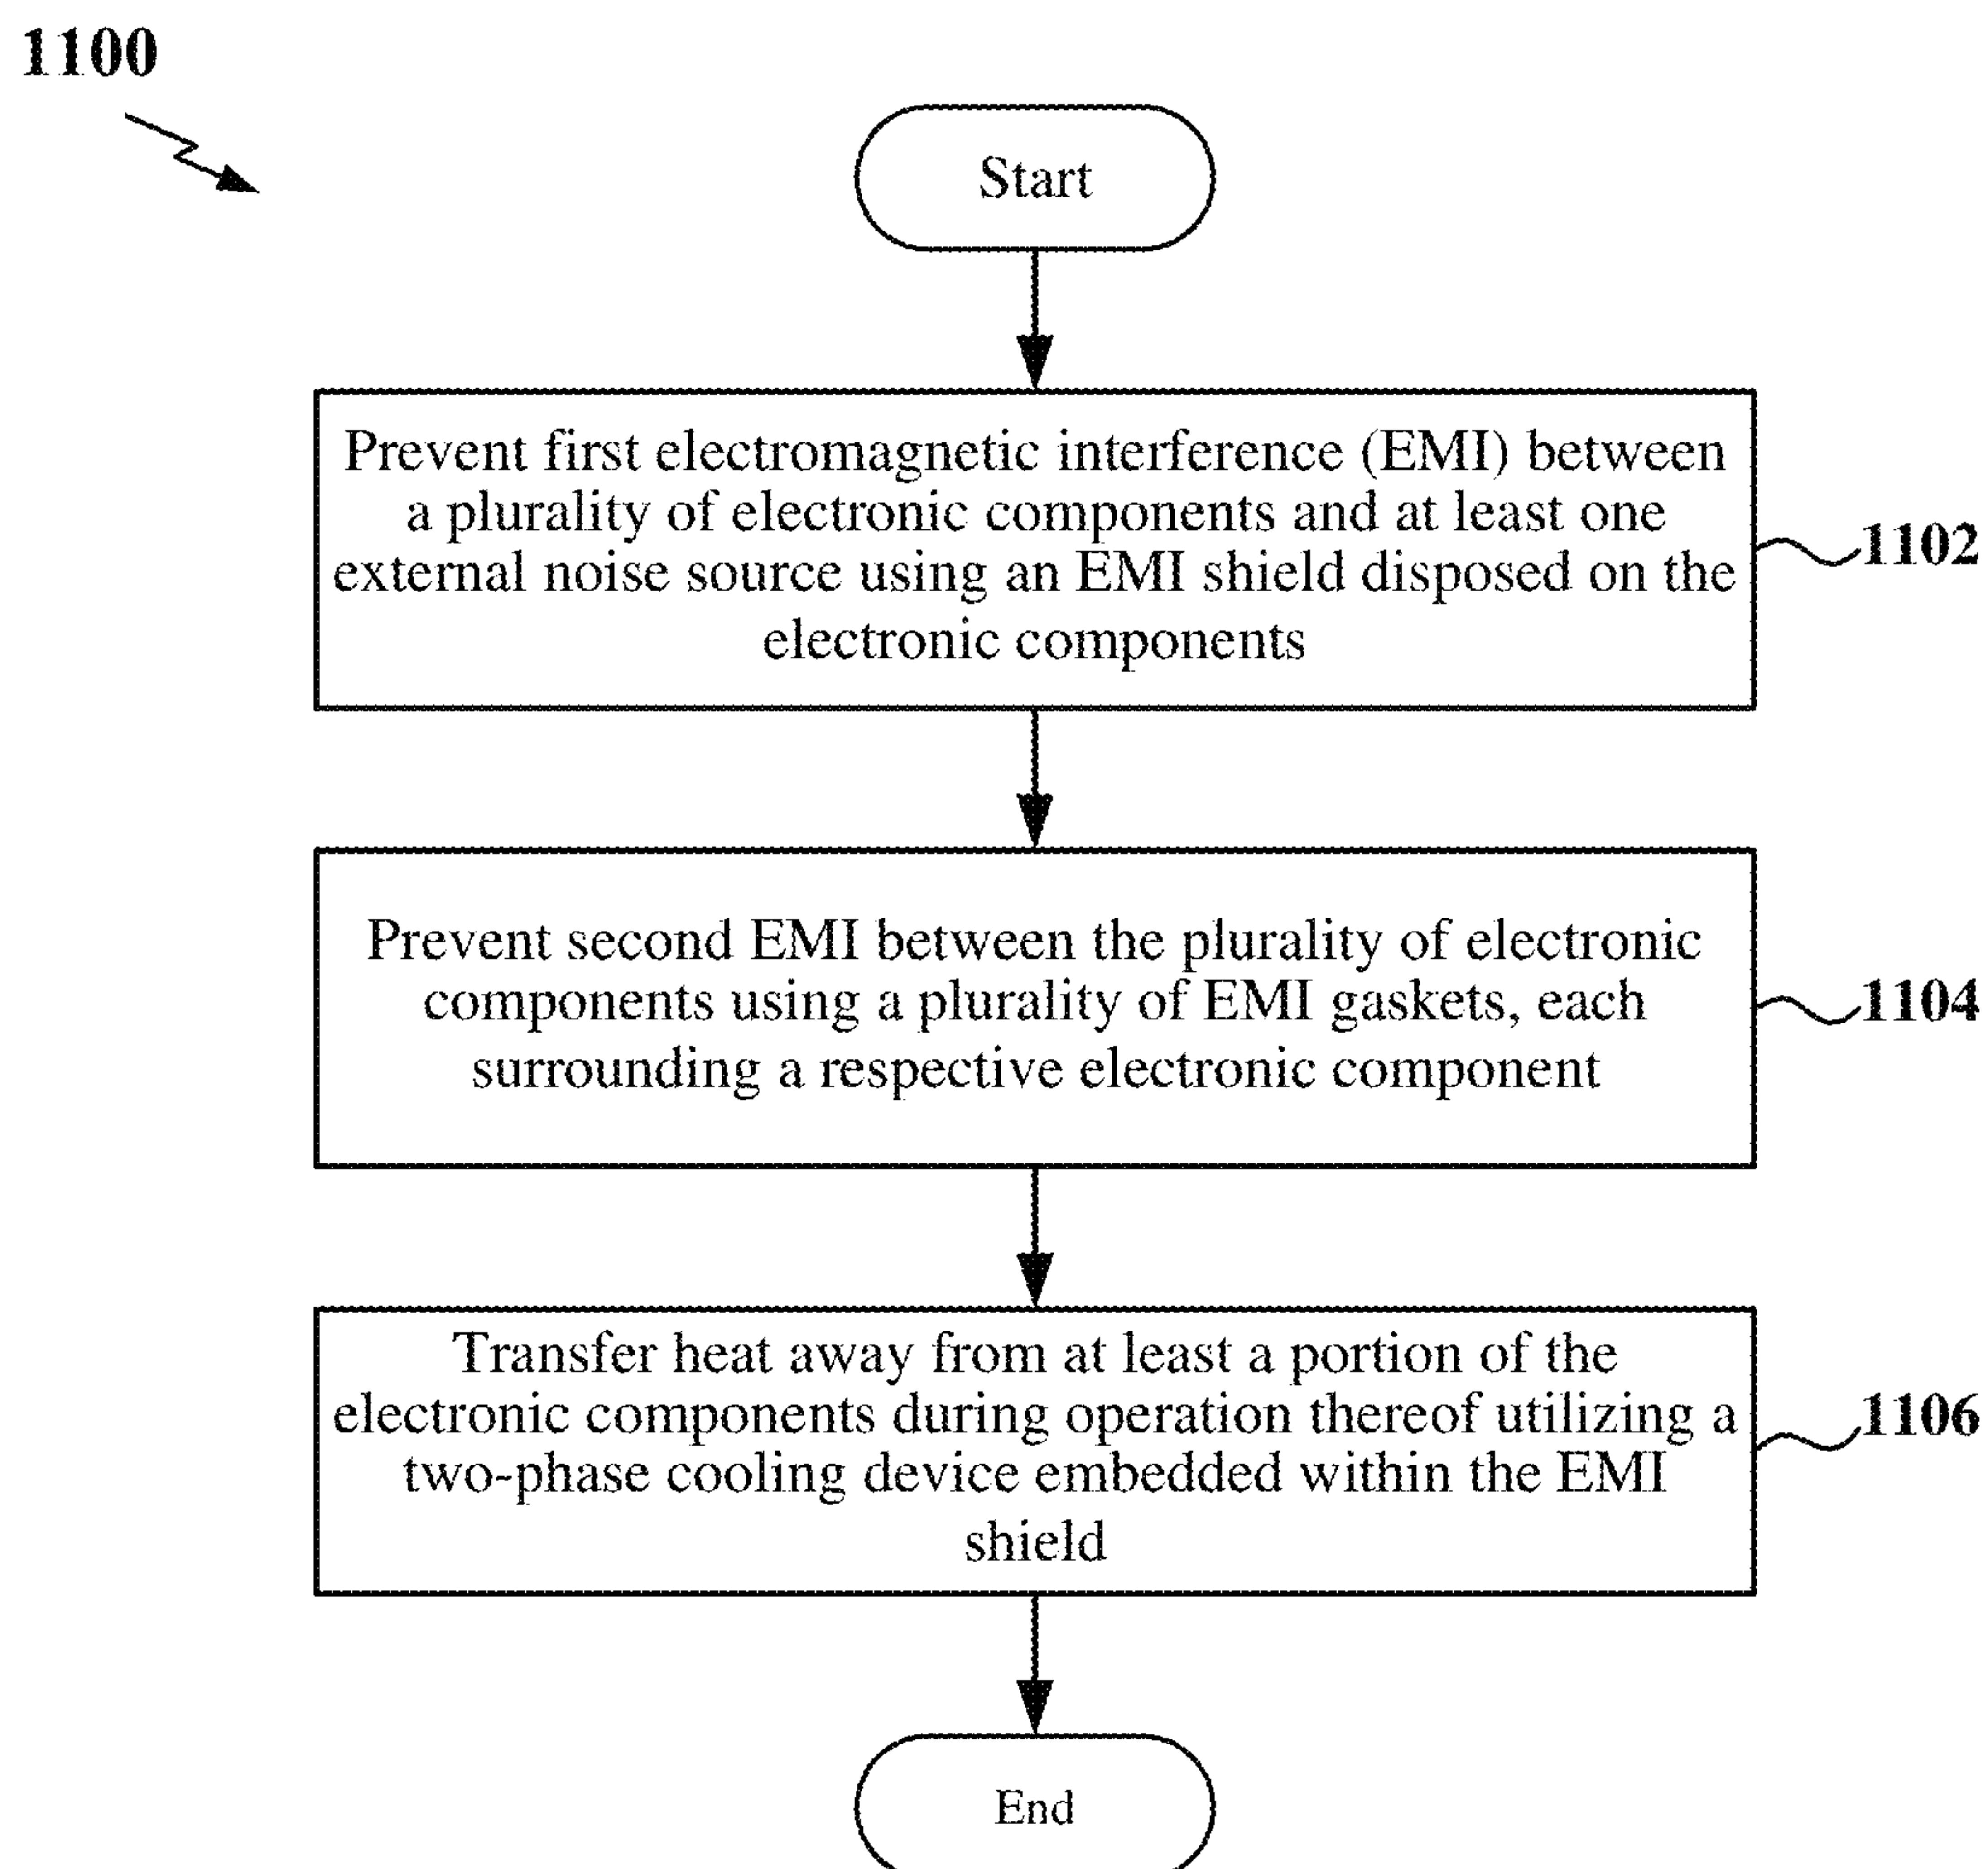 1100
Start
Prevent first electromagnetic interference (EMI) between
a plurality of electronic components and at least one
external noise source using an EMI shield disposed on the
electronic components
1102
Prevent second EMI between the plurality of electronic
components using a plurality of EMI gaskets, each
surrounding a respective electronic component
1104
Transfer heat away from at least a portion of the
electronic components during operation thereof utilizing a
two-phase cooling device embedded within the EMI
shield
1106
End